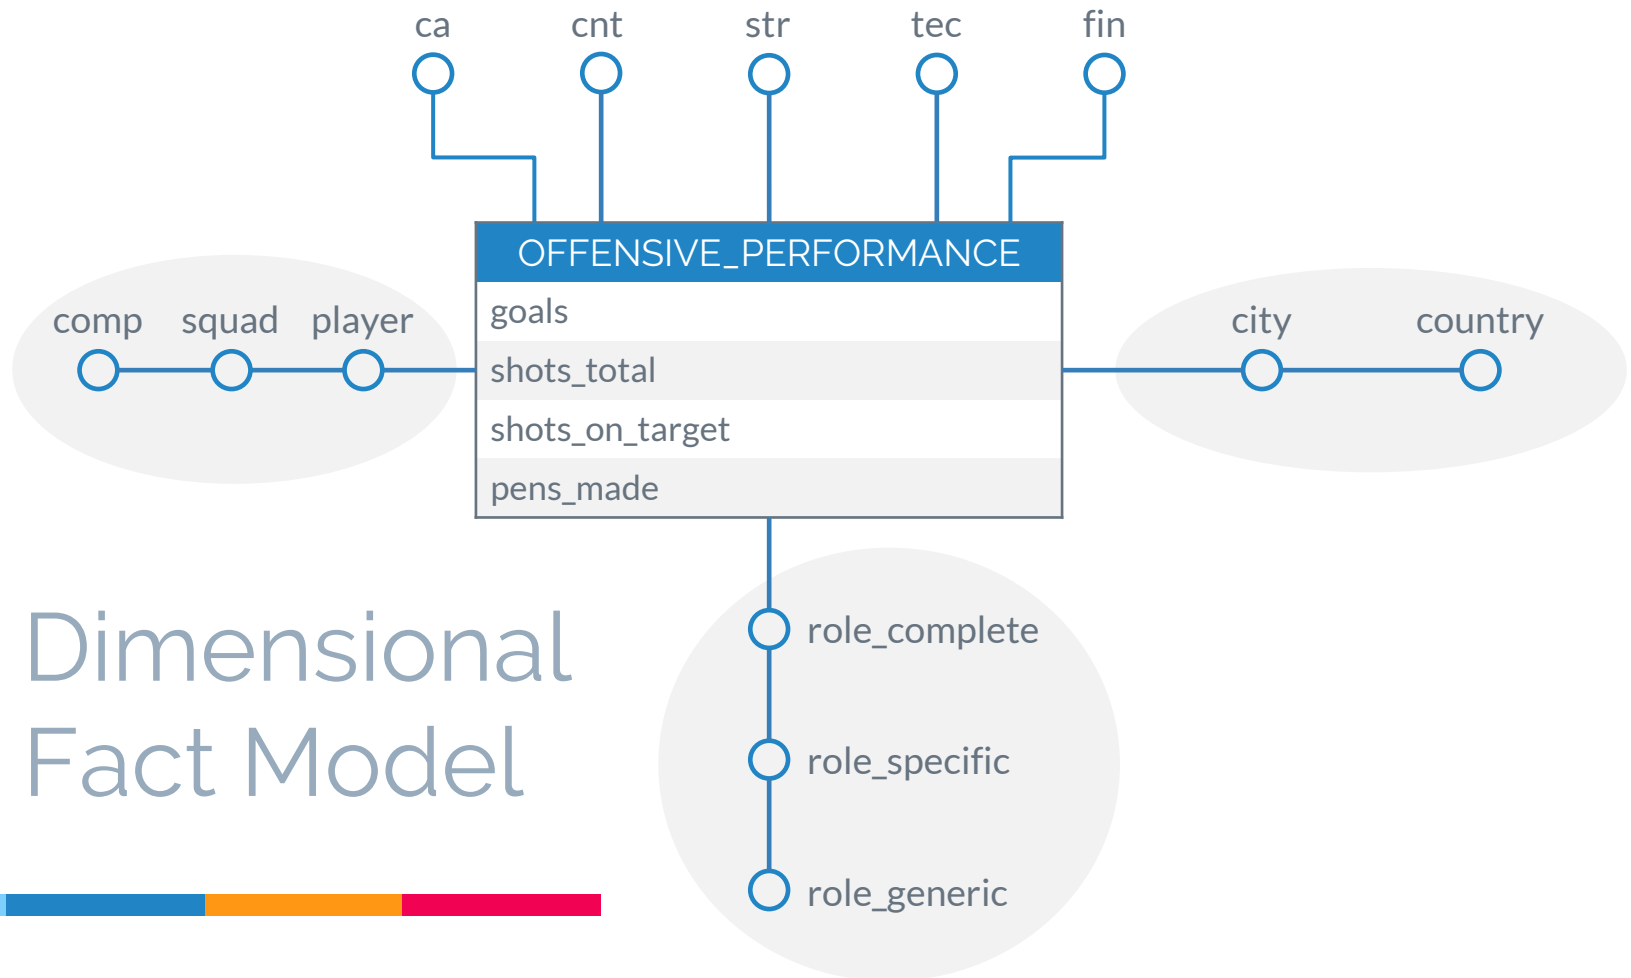 ca
cnt
str
tec
fin
OFFENSIVE_PERFORMANCE
goals
shots_total
shots_on_target
pens_made
comp
squad
player
city
country
role_complete
role_specific
role_generic
Dimensional
Fact Model